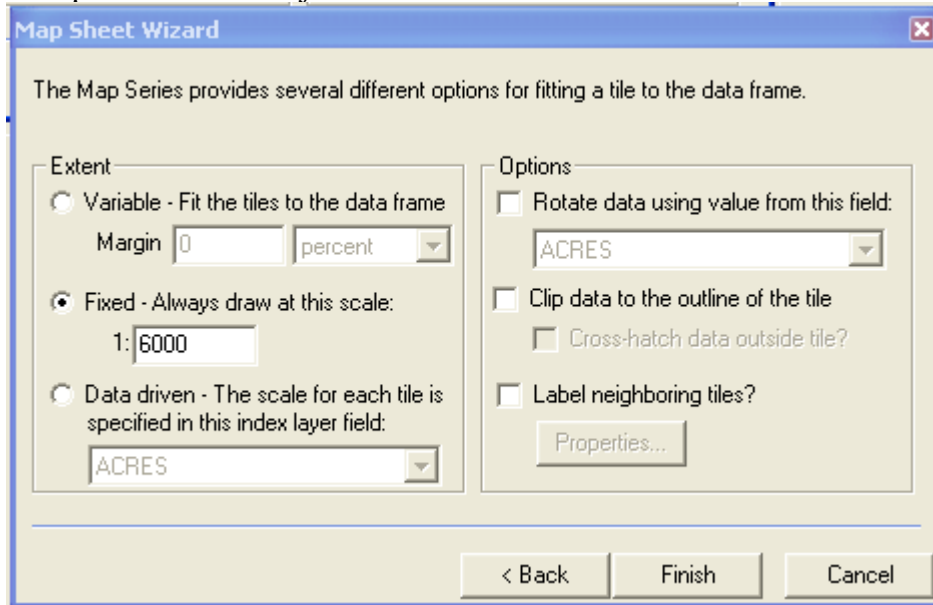 Map Sheet Wizard
The Map Series provides several different options for fitting a tile to the data frame.
Extent
Variable - Fit the tiles to the data frame
Margin 0 percent
Fixed - Always draw at this scale:
1: 6000
Data driven - The scale for each tile is
specified in this index layer field:
ACRES
Options
Rotate data using value from this field:
ACRES
Clip data to the outline of the tile
Cross-hatch data outside tile?
Label neighboring tiles?
Properties...
< Back Finish Cancel